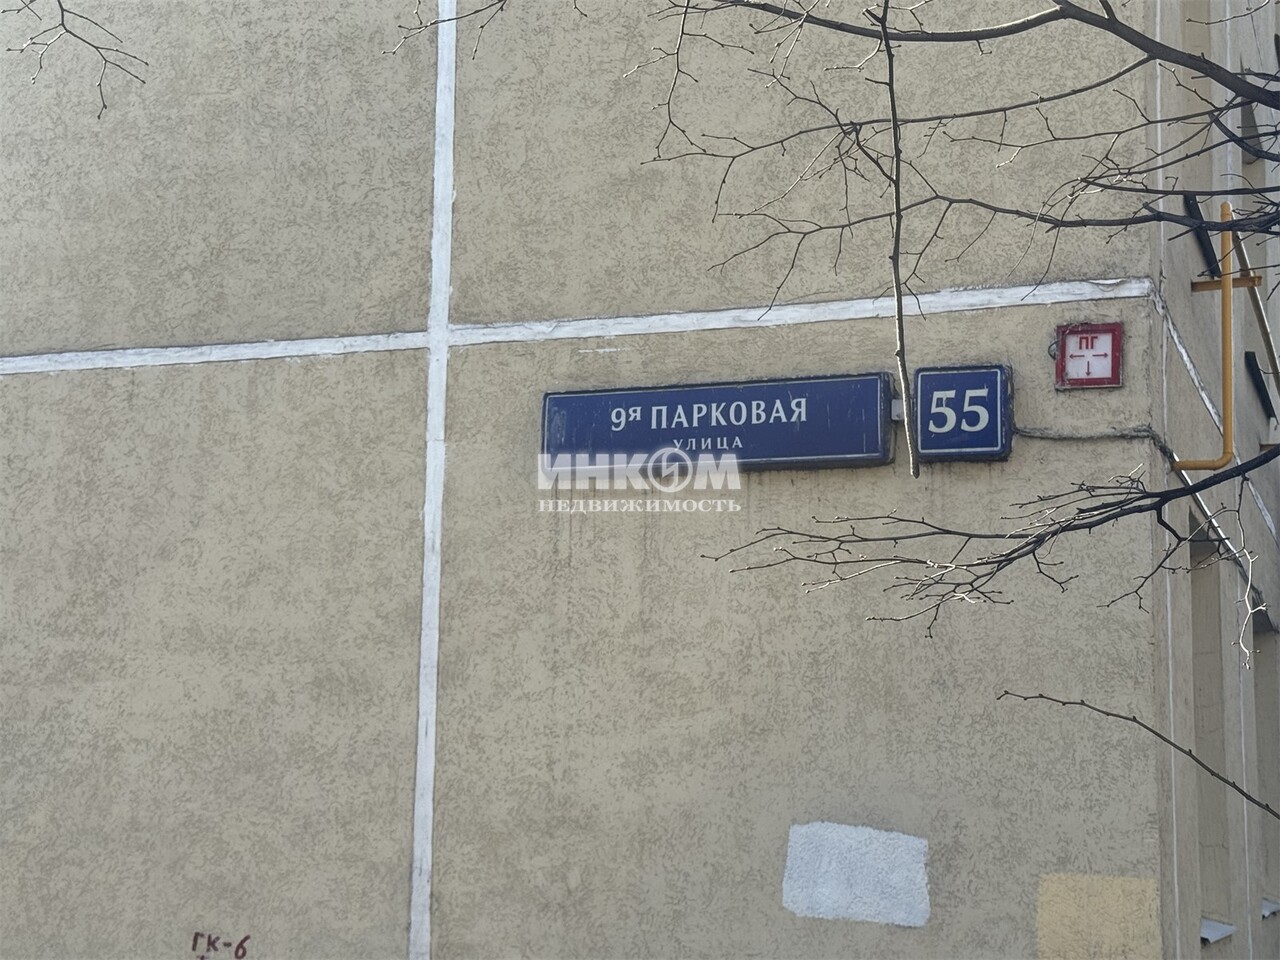 9я ПАРКОВАЯ
УЛИЦА
55
ПГ
ИНКОМ
НЕДВИЖИМОСТЬ
ГК-6